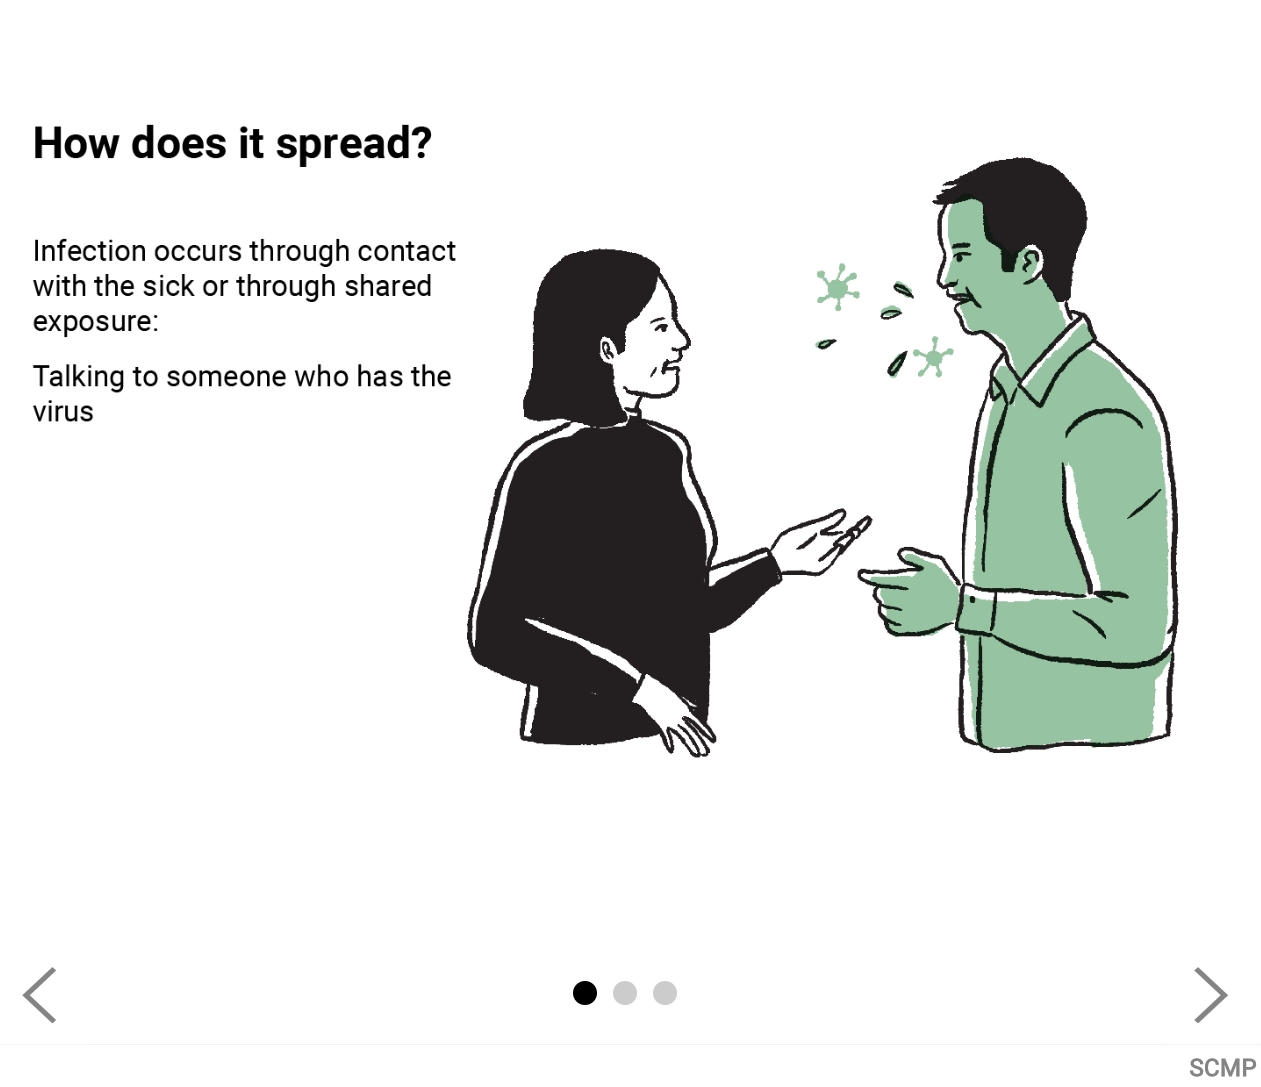 How does it spread?
Infection occurs through contact
with the sick or through shared
exposure:
Talking to someone who has the
virus
SCMP